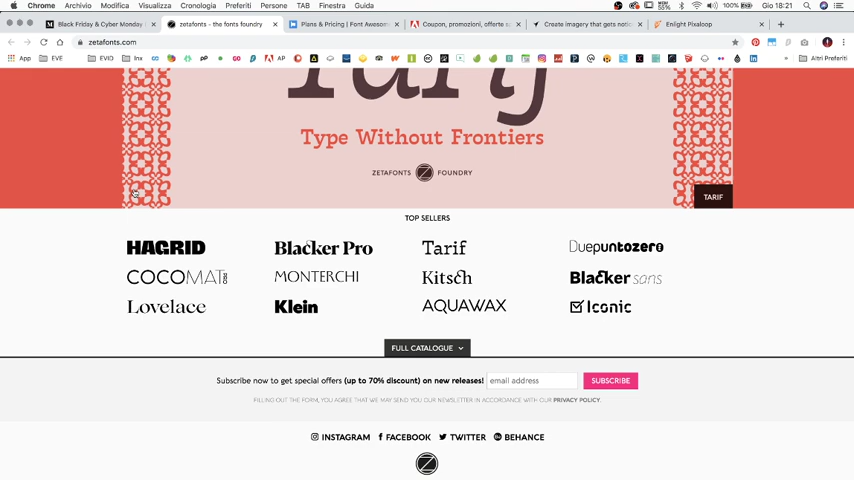 Chrome Archivio Modifica Visualizza Cronologia Preferiti Persone TAB Finestra Guida 55% 100% Gio 18:21
Black Friday & Cyber Monday zetafonts - the fonts foundry Plans & Pricing | Font Awesom Coupon, promozioni, offerte s Create imagery that gets notic Enlight Pixaloop
zetafonts.com
App EVE EVIO Inx AP Altri Preferiti
Tarif
Type Without Frontiers
ZETAFONTS FOUNDRY
TARIF
TOP SELLERS
HAGRID Blacker Pro Tarif Duepuntozero
COCOMAT PRO MONTERCHI Kitsch Blacker sans
Lovelace Klein AQUAWAX Iconic
FULL CATALOGUE
Subscribe now to get special offers (up to 70% discount) on new releases! email address SUBSCRIBE
FILLING OUT THE FORM, YOU AGREE THAT WE MAY SEND YOU OUR NEWSLETTER IN ACCORDANCE WITH OUR PRIVACY POLICY.
INSTAGRAM FACEBOOK TWITTER BEHANCE